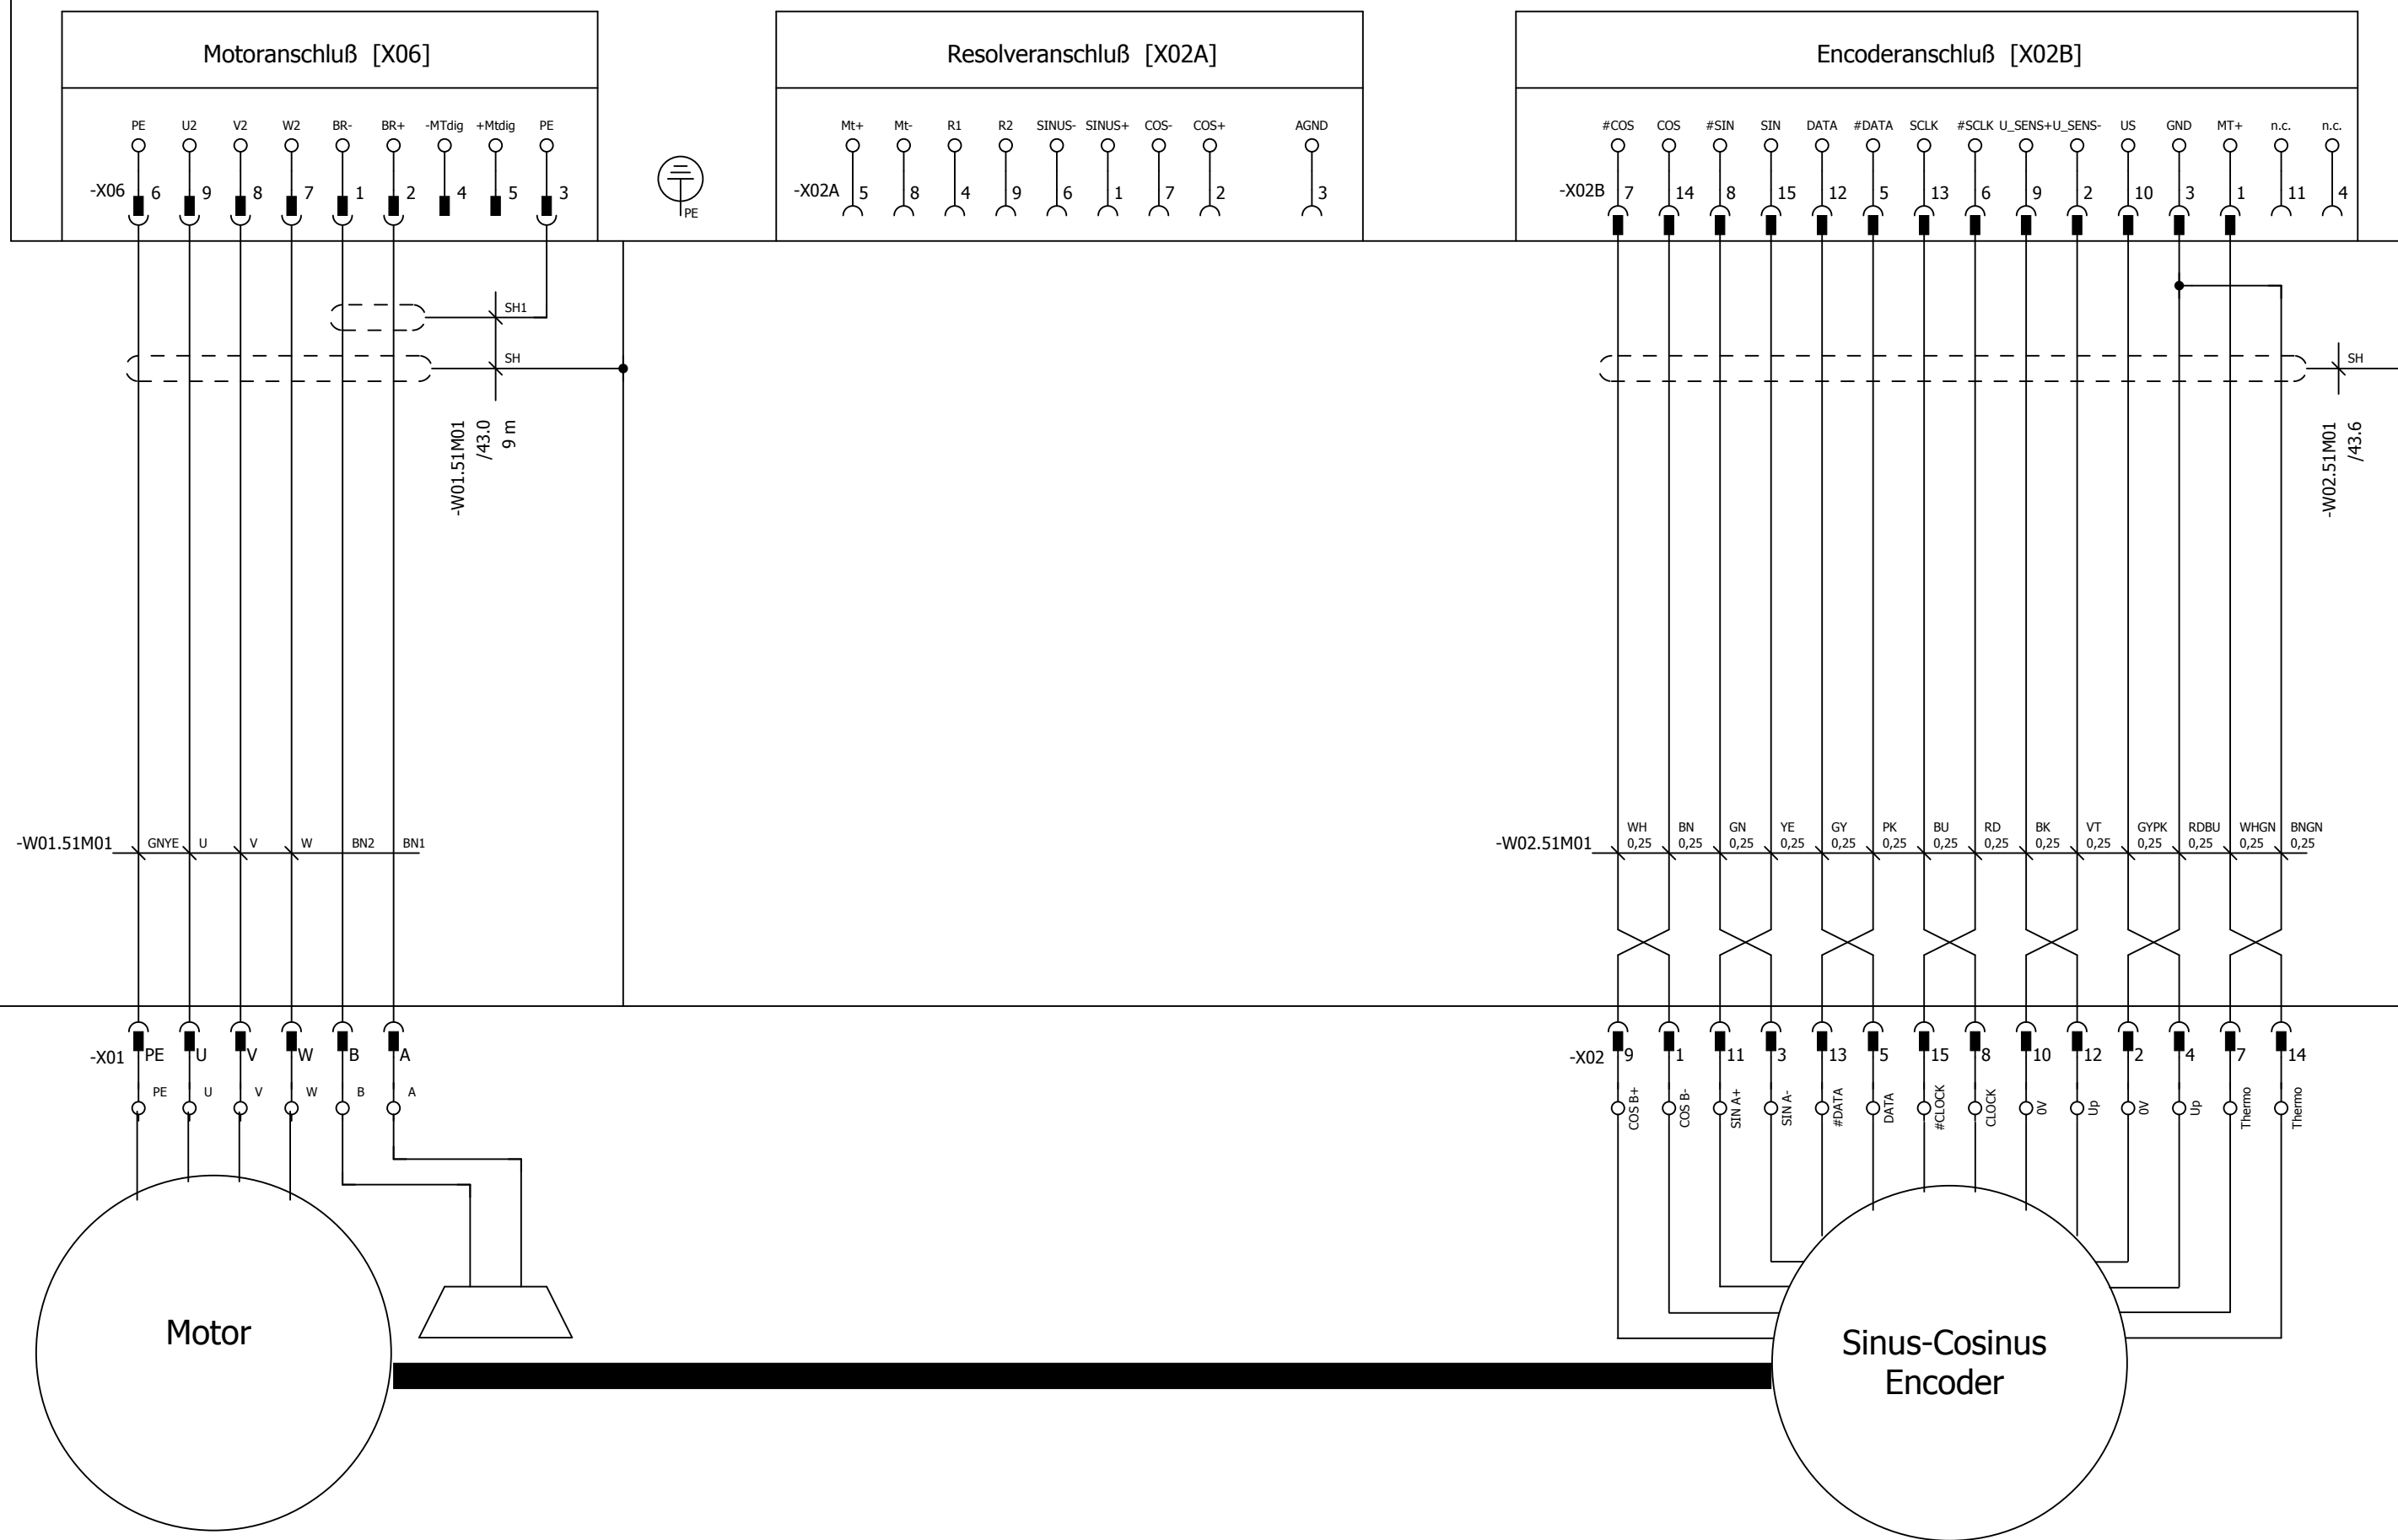 Motoranschluß [X06]
Resolveranschluß [X02A]
Encoderanschluß [X02B]
PE U2 V2 W2 BR- BR+ -MTdig +Mtdig PE
-X06 6 9 8 7 1 2 4 5 3
PE
Mt+ Mt- R1 R2 SINUS- SINUS+ COS- COS+ AGND
-X02A 5 8 4 9 6 1 7 2 3
#COS COS #SIN SIN DATA #DATA SCLK #SCLK U_SENS+ U_SENS- US GND MT+ n.c. n.c.
-X02B 7 14 8 15 12 5 13 6 9 2 10 3 1 11 4
SH1
SH
-W01.51M01
/43.0
9 m
SH
-W02.51M01
/43.6
-W01.51M01 GNYE U V W BN2 BN1
WH BN GN YE GY PK BU RD BK VT GYPK RDBU WHGN BNGN
-W02.51M01 0,25 0,25 0,25 0,25 0,25 0,25 0,25 0,25 0,25 0,25 0,25 0,25 0,25 0,25
-X01 PE U V W B A
PE U V W B A
-X02 9 1 11 3 13 5 15 8 10 12 2 4 7 14
COS B+ COS B- SIN A+ SIN A- #DATA DATA #CLOCK CLOCK 0V Up 0V Up Thermo Thermo
Motor
Sinus-Cosinus
Encoder